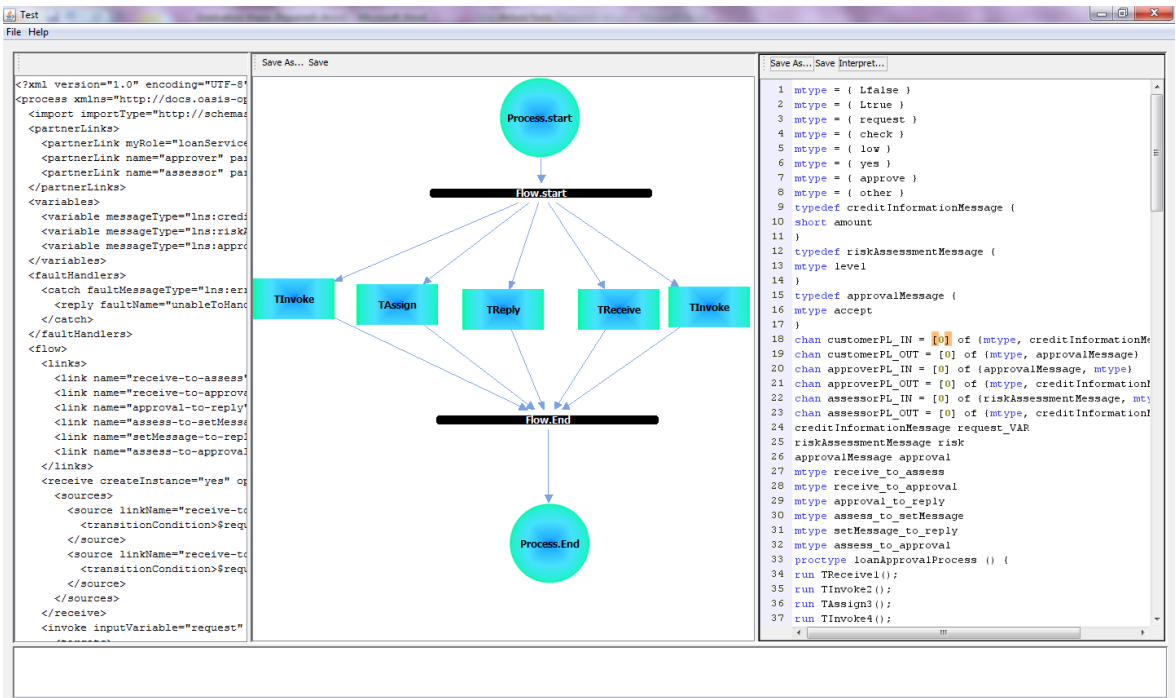 Test
File Help
<?xml version="1.0" encoding="UTF-8"
<process xmlns="http://docs.oasis-op
<import importType="http://schemas
<partnerLinks>
<partnerLink myRole="loanService
<partnerLink name="approver" par
<partnerLink name="assessor" par
</partnerLinks>
<variables>
<variable messageType="lns:credi
<variable messageType="lns:riskA
<variable messageType="lns:appro
</variables>
<faultHandlers>
<catch faultMessageType="lns:err
<reply faultName="unableToHand
</catch>
</faultHandlers>
<flow>
<links>
<link name="receive-to-assess"
<link name="receive-to-approva
<link name="approval-to-reply"
<link name="assess-to-setMessa
<link name="setMessage-to-repl
<link name="assess-to-approval
</links>
<receive createInstance="yes" op
<sources>
<source linkName="receive-to
<transitionCondition>$requ
</source>
<source linkName="receive-to
<transitionCondition>$requ
</source>
</sources>
</receive>
<invoke inputVariable="request"
Save As... Save
Process.start
Flow.start
TInvoke
TAssign
TReply
TReceive
TInvoke
Flow.End
Process.End
Save As... Save Interpret...
1 mtype = { Lfalse }
2 mtype = { Ltrue }
3 mtype = { request }
4 mtype = { check }
5 mtype = { low }
6 mtype = { yes }
7 mtype = { approve }
8 mtype = { other }
9 typedef creditInformationMessage {
10 short amount
11 }
12 typedef riskAssessmentMessage {
13 mtype level
14 }
15 typedef approvalMessage {
16 mtype accept
17 }
18 chan customerPL_IN = [0] of {mtype, creditInformationMe
19 chan customerPL_OUT = [0] of {mtype, approvalMessage}
20 chan approverPL_IN = [0] of {approvalMessage, mtype}
21 chan approverPL_OUT = [0] of {mtype, creditInformationM
22 chan assessorPL_IN = [0] of {riskAssessmentMessage, mty
23 chan assessorPL_OUT = [0] of {mtype, creditInformationM
24 creditInformationMessage request_VAR
25 riskAssessmentMessage risk
26 approvalMessage approval
27 mtype receive_to_assess
28 mtype receive_to_approval
29 mtype approval_to_reply
30 mtype assess_to_setMessage
31 mtype setMessage_to_reply
32 mtype assess_to_approval
33 proctype loanApprovalProcess () {
34 run TReceive1();
35 run TInvoke2();
36 run TAssign3();
37 run TInvoke4();